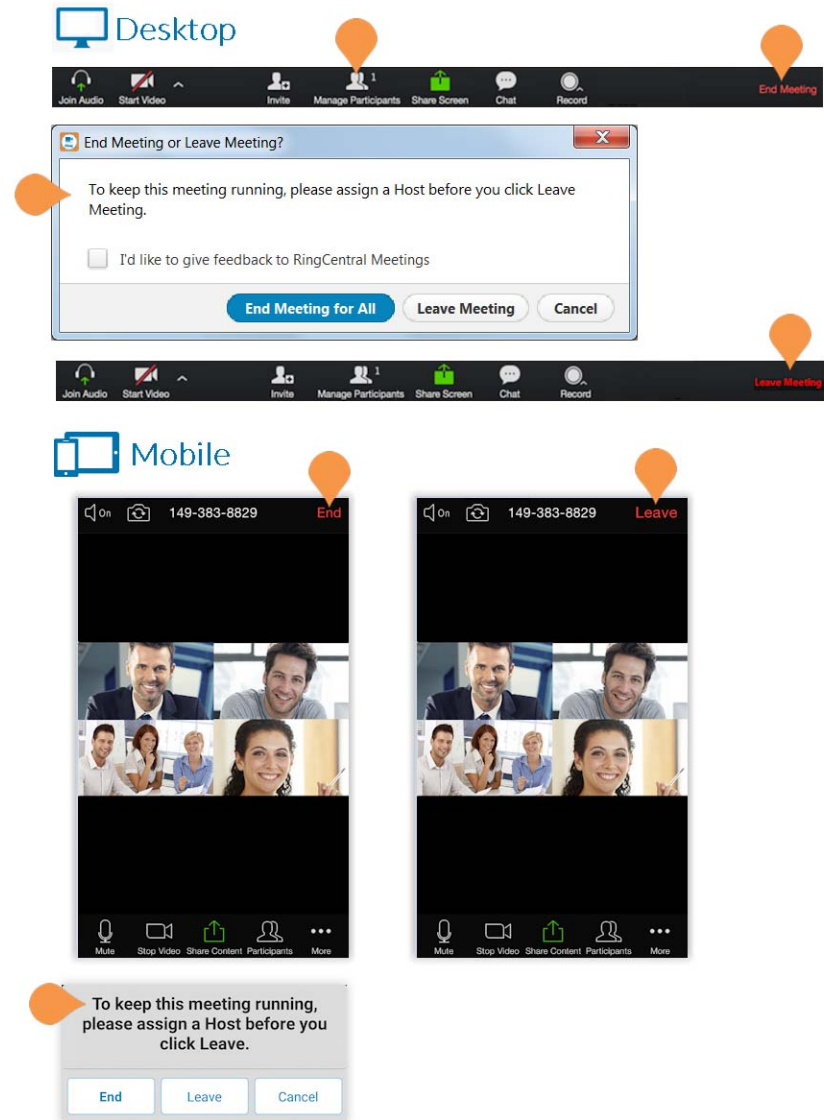 Desktop
1
Join Audio Start Video Invite Manage Participants Share Screen Chat Record End Meeting
End Meeting or Leave Meeting?
To keep this meeting running, please assign a Host before you click Leave
Meeting.
I'd like to give feedback to RingCentral Meetings
End Meeting for All Leave Meeting Cancel
1
Join Audio Start Video Invite Manage Participants Share Screen Chat Record Leave Meeting
Mobile
On 149-383-8829 End
Mute Stop Video Share Content Participants More
On 149-383-8829 Leave
Mute Stop Video Share Content Participants More
To keep this meeting running,
please assign a Host before you
click Leave.
End Leave Cancel